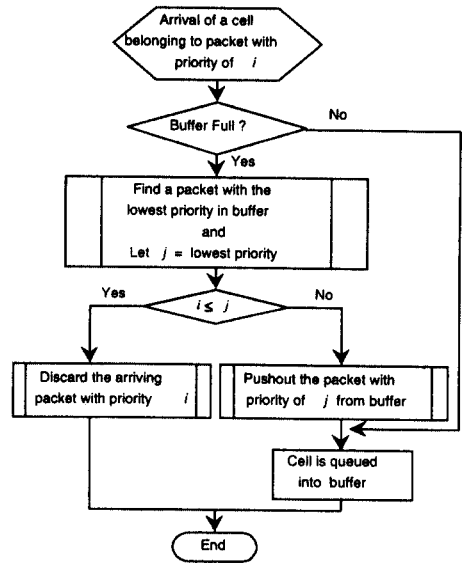 Arrival of a cell
belonging to packet with
priority of i
Buffer Full ?
No
Yes
Find a packet with the
lowest priority in buffer
and
Let j = lowest priority
Yes
i ≤ j
No
Discard the arriving
packet with priority i
Pushout the packet with
priority of j from buffer
Cell is queued
into buffer
End